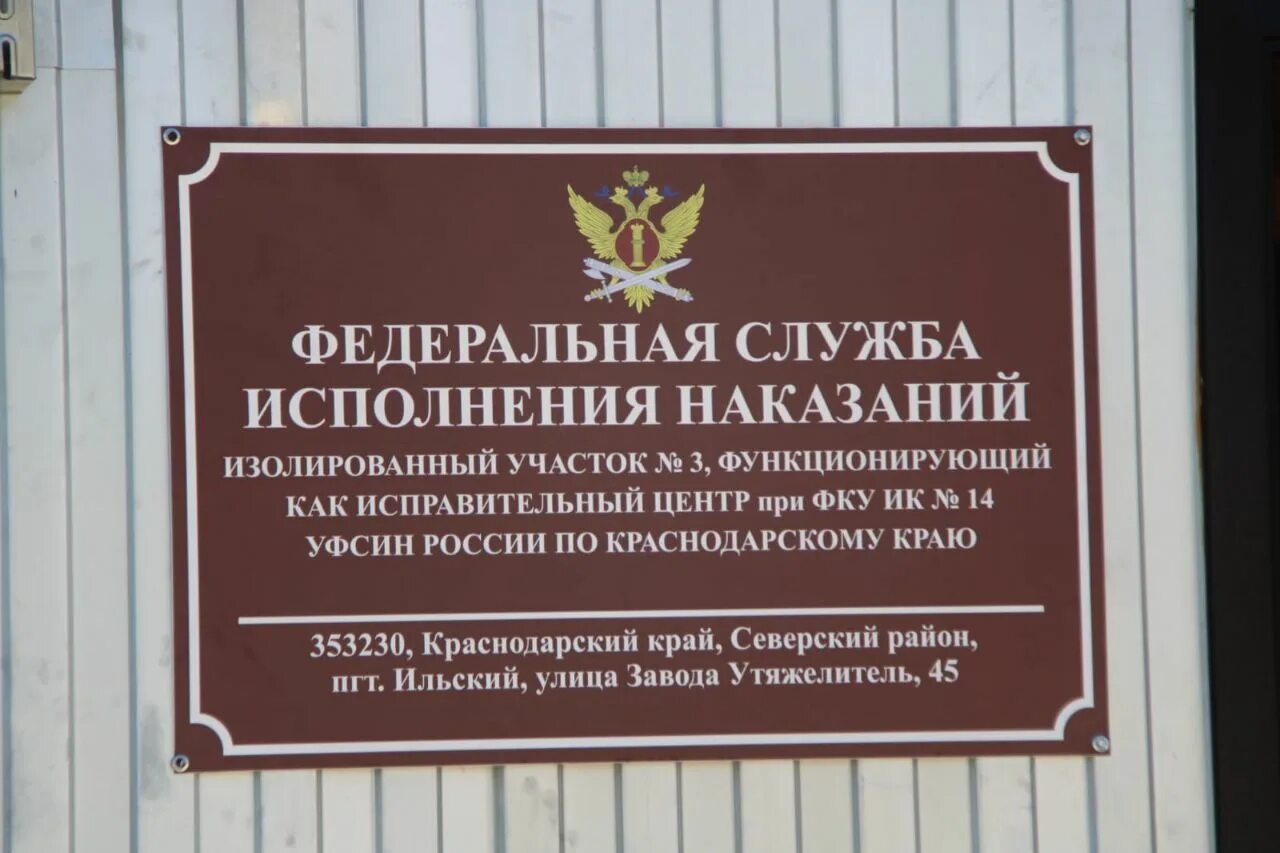 ФЕДЕРАЛЬНАЯ СЛУЖБА
ИСПОЛНЕНИЯ НАКАЗАНИЙ
ИЗОЛИРОВАННЫЙ УЧАСТОК № 3, ФУНКЦИОНИРУЮЩИЙ
КАК ИСПРАВИТЕЛЬНЫЙ ЦЕНТР при ФКУ ИК № 14
УФСИН РОССИИ ПО КРАСНОДАРСКОМУ КРАЮ
353230, Краснодарский край, Северский район,
пгт. Ильский, улица Завода Утяжелитель, 45